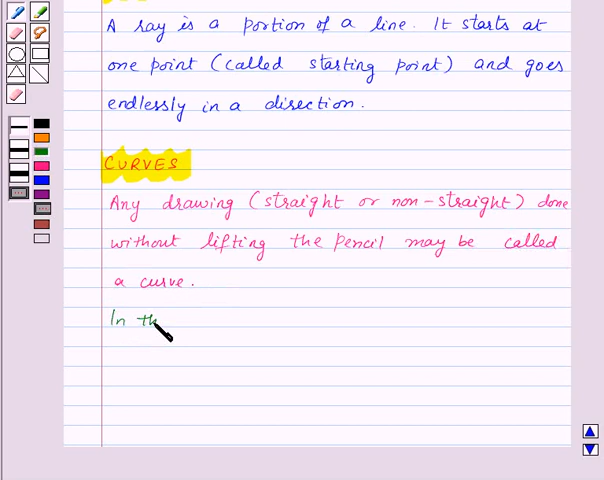 A ray is a portion of a line. It starts at
one point (called starting point) and goes
endlessly in a direction.
CURVES
Any drawing (straight or non-straight) done
without lifting the pencil may be called
a curve.
In th